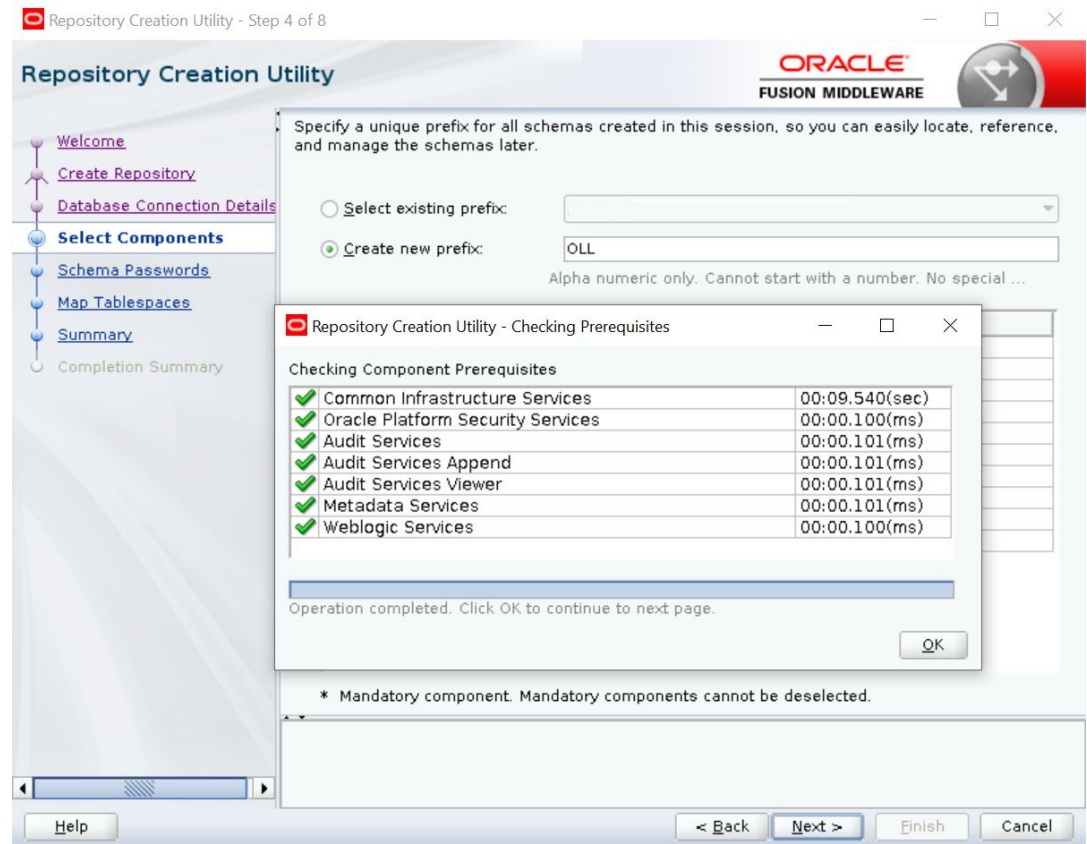 Repository Creation Utility - Step 4 of 8
Repository Creation Utility
ORACLE
FUSION MIDDLEWARE
Welcome
Create Repository
Database Connection Details
Select Components
Schema Passwords
Map Tablespaces
Summary
Completion Summary
Specify a unique prefix for all schemas created in this session, so you can easily locate, reference,
and manage the schemas later.
Select existing prefix:
Create new prefix: OLL
Alpha numeric only. Cannot start with a number. No special ...
Repository Creation Utility - Checking Prerequisites
Checking Component Prerequisites
Common Infrastructure Services 00:09.540(sec)
Oracle Platform Security Services 00:00.100(ms)
Audit Services 00:00.101(ms)
Audit Services Append 00:00.101(ms)
Audit Services Viewer 00:00.101(ms)
Metadata Services 00:00.101(ms)
Weblogic Services 00:00.100(ms)
Operation completed. Click OK to continue to next page.
OK
* Mandatory component. Mandatory components cannot be deselected.
Help
< Back
Next >
Finish
Cancel